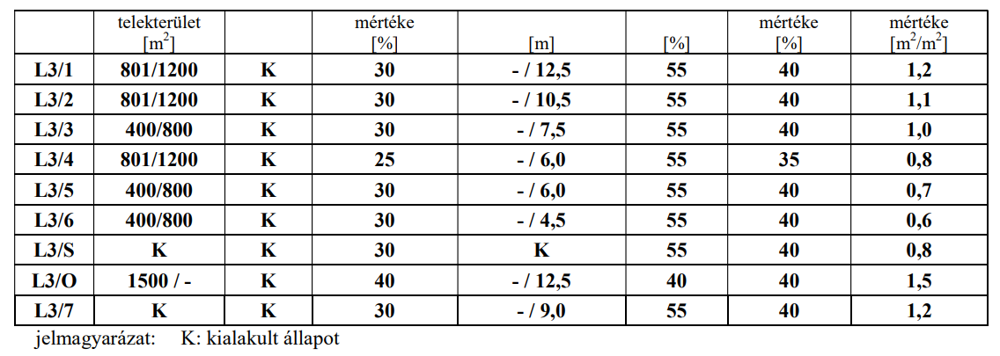 telekterület mértéke mértéke mértéke
[m²] [%] [m] [%] [%] [m²/m²]
L3/1 801/1200 K 30 - / 12,5 55 40 1,2
L3/2 801/1200 K 30 - / 10,5 55 40 1,1
L3/3 400/800 K 30 - / 7,5 55 40 1,0
L3/4 801/1200 K 25 - / 6,0 55 35 0,8
L3/5 400/800 K 30 - / 6,0 55 40 0,7
L3/6 400/800 K 30 - / 4,5 55 40 0,6
L3/S K K 30 K 55 40 0,8
L3/O 1500 / - K 40 - / 12,5 40 40 1,5
L3/7 K K 30 - / 9,0 55 40 1,2
jelmagyarázat: K: kialakult állapot